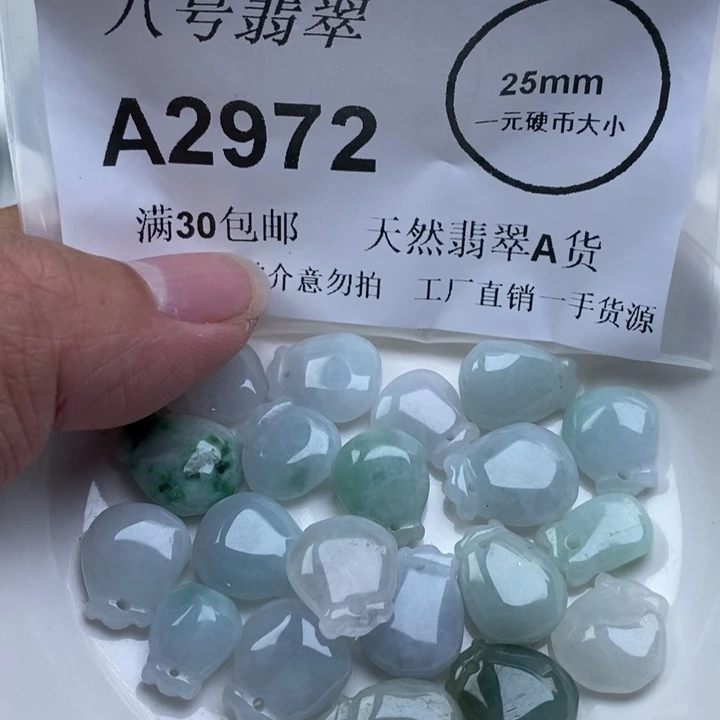 八号翡翠
A2972
25mm
一元硬币大小
满30包邮 天然翡翠A货
介意勿拍 工厂直销一手货源